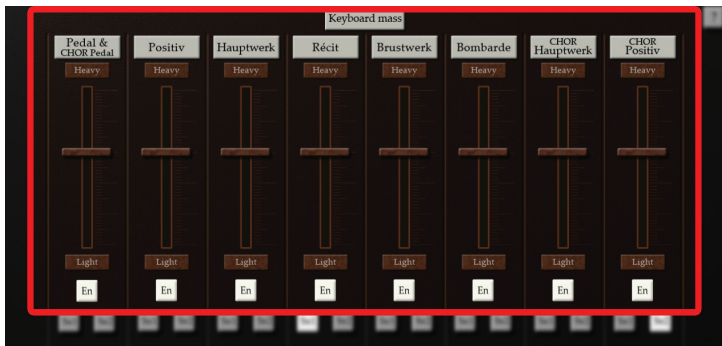 Keyboard mass
Pedal &
CHOR Pedal
Positiv
Hauptwerk
Récit
Brustwerk
Bombarde
CHOR
Hauptwerk
CHOR
Positiv
Heavy
Heavy
Heavy
Heavy
Heavy
Heavy
Heavy
Heavy
Light
Light
Light
Light
Light
Light
Light
Light
En
En
En
En
En
En
En
En